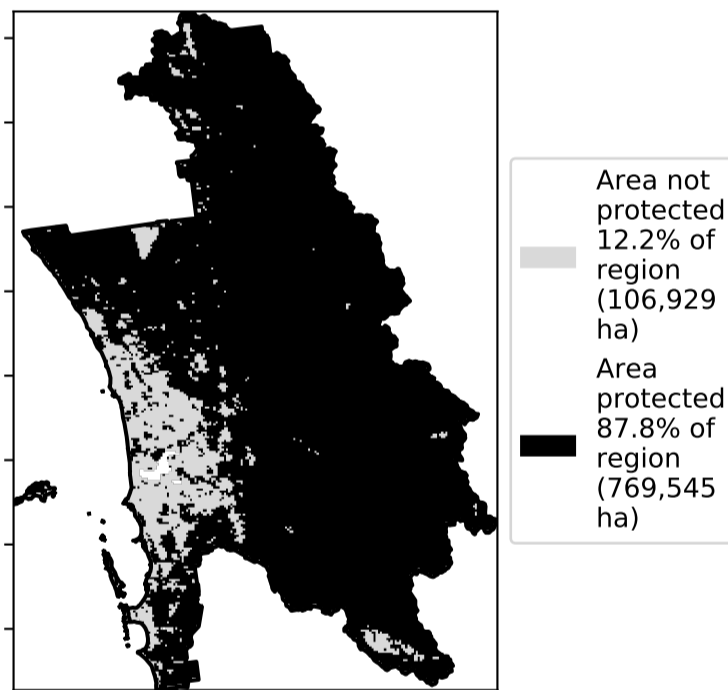 Area not
protected
12.2% of
region
(106,929
ha)
Area
protected
87.8% of
region
(769,545
ha)